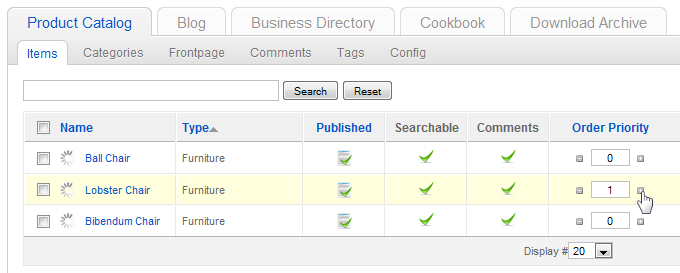 Product Catalog Blog Business Directory Cookbook Download Archive
Items Categories Frontpage Comments Tags Config
Search Reset
Name Type Published Searchable Comments Order Priority
Ball Chair Furniture 0
Lobster Chair Furniture 1
Bibendum Chair Furniture 0
Display # 20